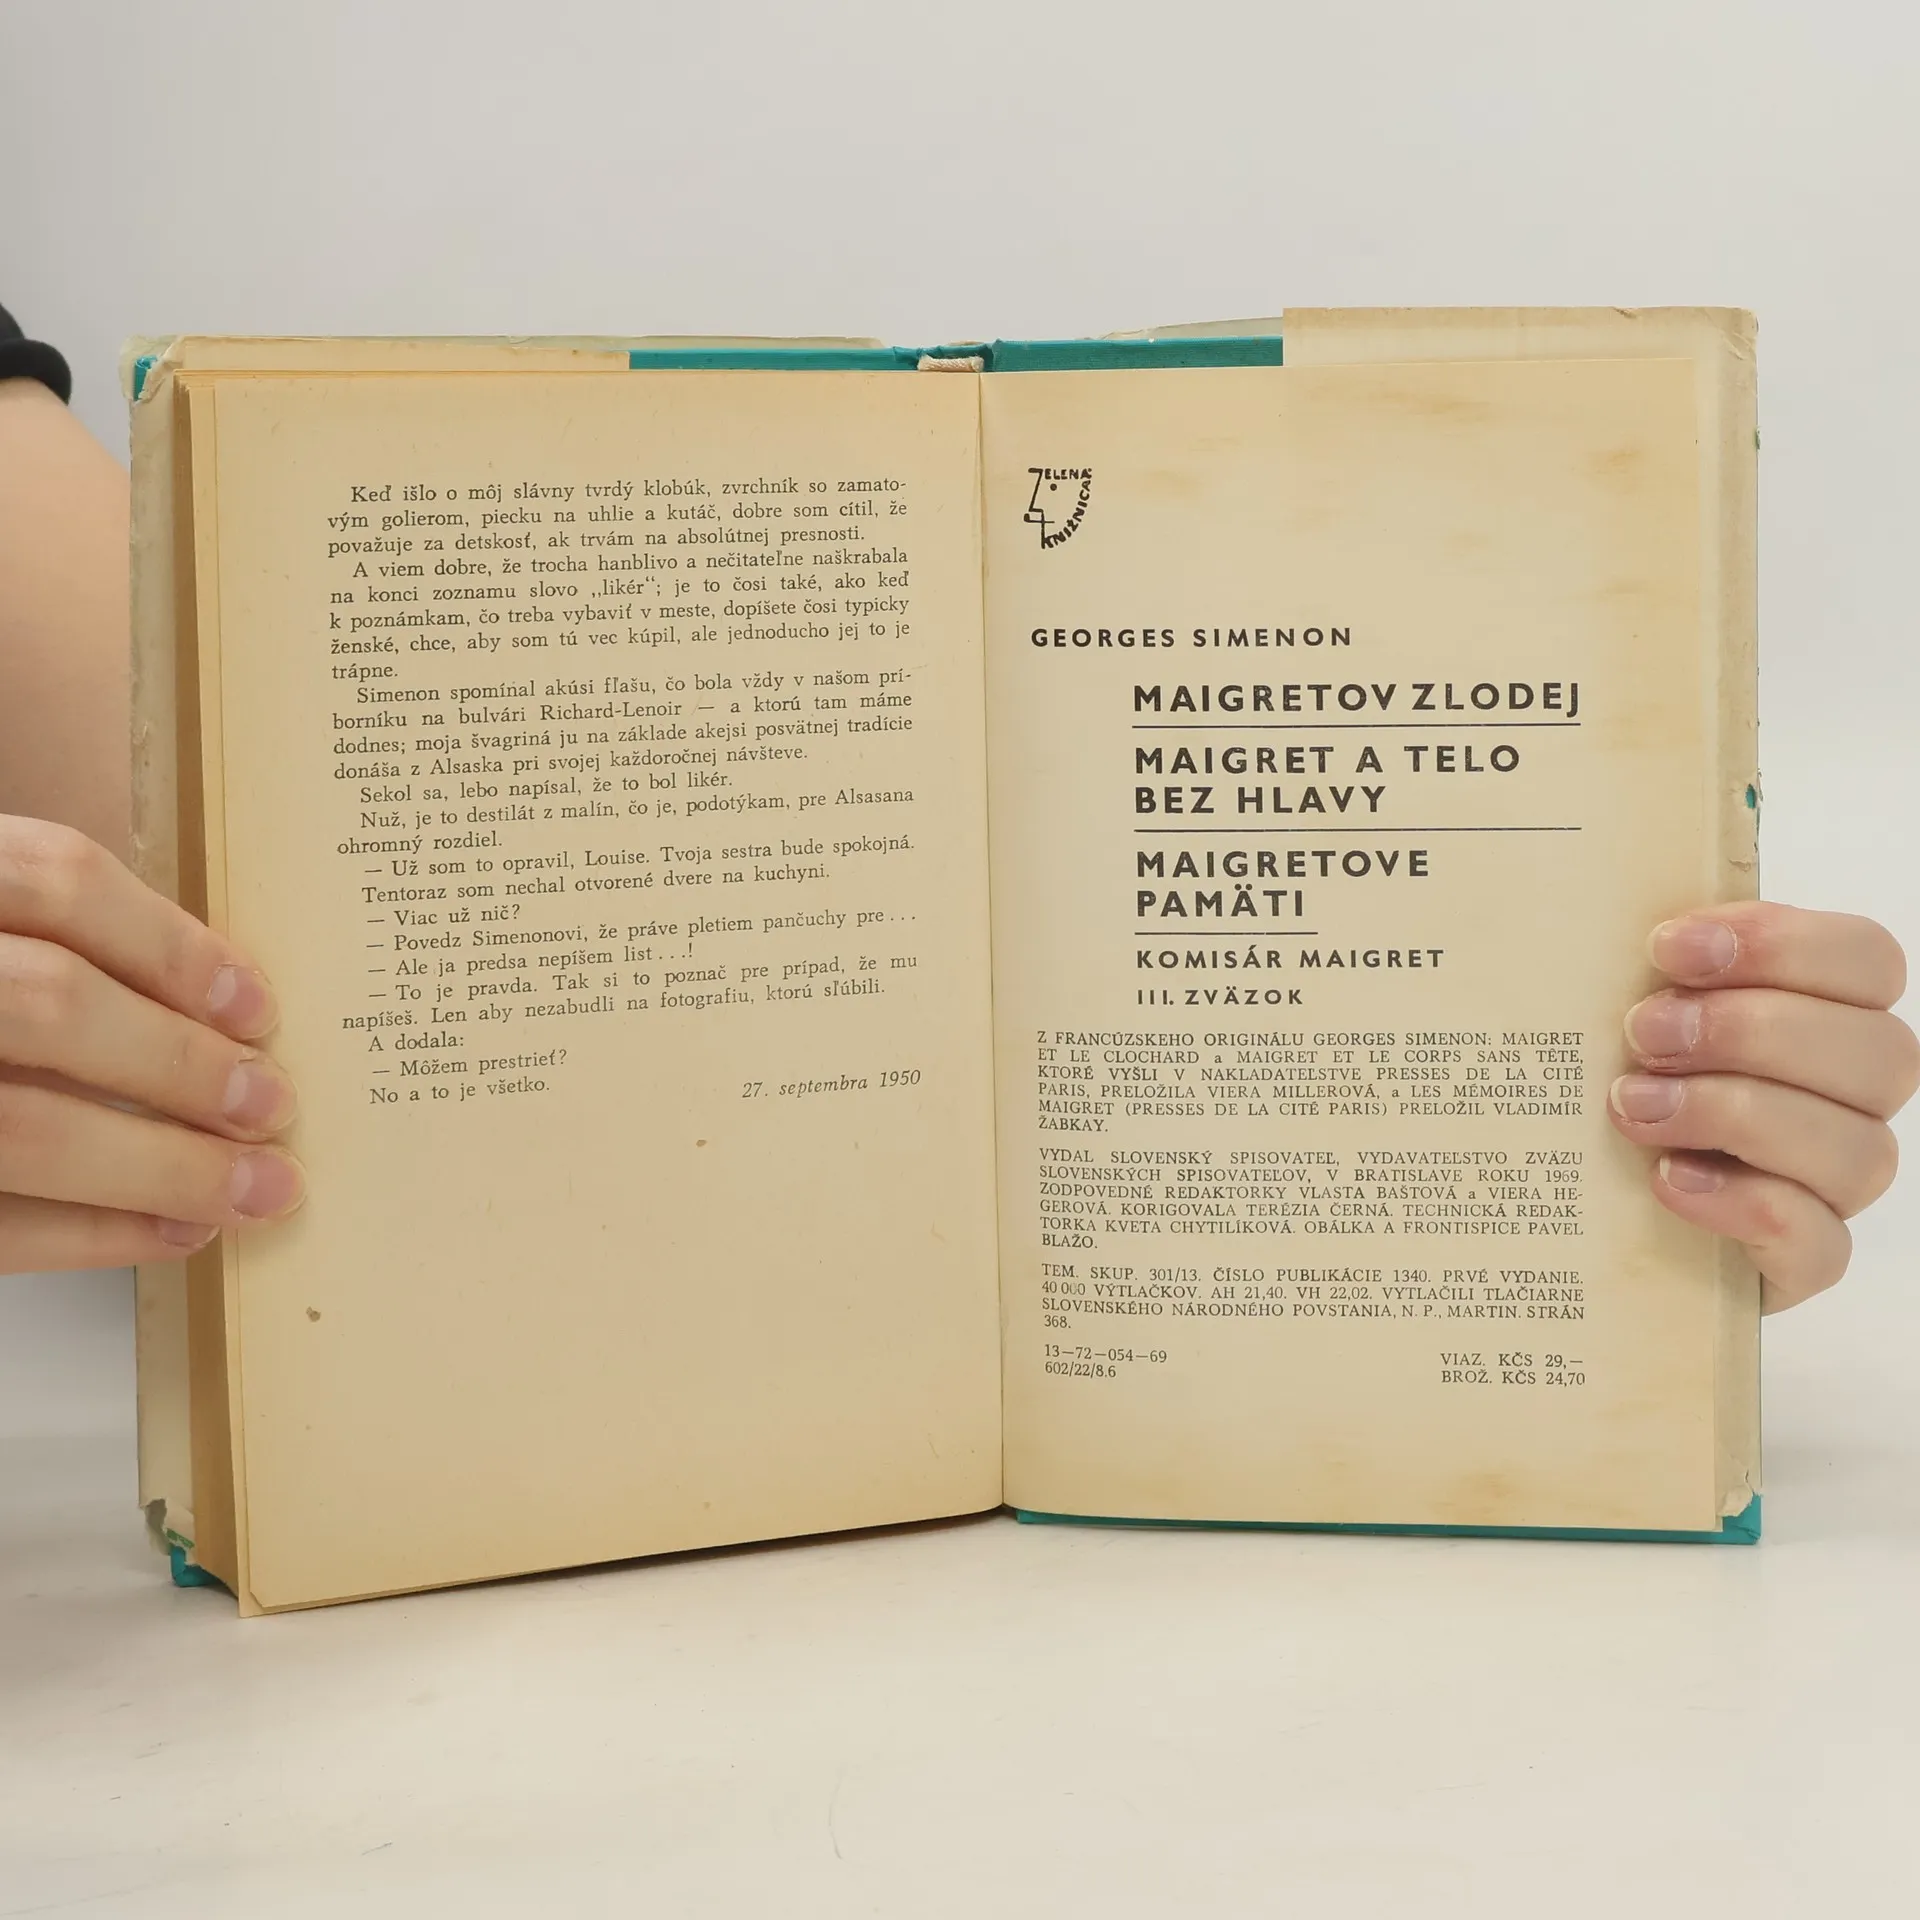 Keď išlo o môj slávny tvrdý klobúk, zvrchník so zamato-
vým golierom, piecku na uhlie a kutáč, dobre som cítil, že
považuje za detskosť, ak trvám na absolútnej presnosti.
A viem dobre, že trocha hanblivo a nečitateľne naškrabala
na konci zoznamu slovo „likér“; je to čosi také, ako keď
k poznámkam, čo treba vybaviť v meste, dopíšete čosi typicky
ženské, chce, aby som tú vec kúpil, ale jednoducho jej to je
trápne.
Simenon spomínal akúsi fľašu, čo bola vždy v našom prí-
borníku na bulvári Richard-Lenoir — a ktorú tam máme
dodnes; moja švagriná ju na základe akejsi posvätnej tradície
donáša z Alsaska pri svojej každoročnej návšteve.
Sekol sa, lebo napísal, že to bol likér.
Nuž, je to destilát z malín, čo je, podotýkam, pre Alsasana
ohromný rozdiel.
— Už som to opravil, Louise. Tvoja sestra bude spokojná.
Tentoraz som nechal otvorené dvere na kuchyni.
— Viac už nič?
— Povedz Simenonovi, že práve pletiem pančuchy pre...
— Ale ja predsa nepíšem list...!
— To je pravda. Tak si to poznač pre prípad, že mu
napíšeš. Len aby nezabudli na fotografiu, ktorú sľúbili.
A dodala:
— Môžem prestrieť?
No a to je všetko.
27. septembra 1950
ZELENÁ
KNIŽNICA
GEORGES SIMENON
MAIGRETOV ZLODEJ
MAIGRET A TELO
BEZ HLAVY
MAIGRETOVE
PAMÄTI
KOMISÁR MAIGRET
III. ZVÄZOK
Z FRANCÚZSKEHO ORIGINÁLU GEORGES SIMENON: MAIGRET
ET LE CLOCHARD a MAIGRET ET LE CORPS SANS TÊTE,
KTORÉ VYŠLI V NAKLADATEĽSTVE PRESSES DE LA CITÉ
PARIS, PRELOŽILA VIERA MILLEROVÁ, a LES MÉMOIRES DE
MAIGRET (PRESSES DE LA CITÉ PARIS) PRELOŽIL VLADIMÍR
ŽABKAY.
VYDAL SLOVENSKÝ SPISOVATEĽ, VYDAVATEĽSTVO ZVÄZU
SLOVENSKÝCH SPISOVATEĽOV, V BRATISLAVE ROKU 1969.
ZODPOVEDNÉ REDAKTORKY VLASTA BAŠTOVÁ a VIERA HE-
GEROVÁ. KORIGOVALA TERÉZIA ČERNÁ. TECHNICKÁ REDAK-
TORKA KVETA CHYTILÍKOVÁ. OBÁLKA A FRONTISPICE PAVEL
BLAŽO.
TEM. SKUP. 301/13. ČÍSLO PUBLIKÁCIE 1340. PRVÉ VYDANIE.
40 000 VÝTLAČKOV. AH 21,40. VH 22,02. VYTLAČILI TLAČIARNE
SLOVENSKÉHO NÁRODNÉHO POVSTANIA, N. P., MARTIN. STRÁN
368.
13—72—054—69
602/22/8.6
VIAZ. KČS 29,—
BROŽ. KČS 24,70